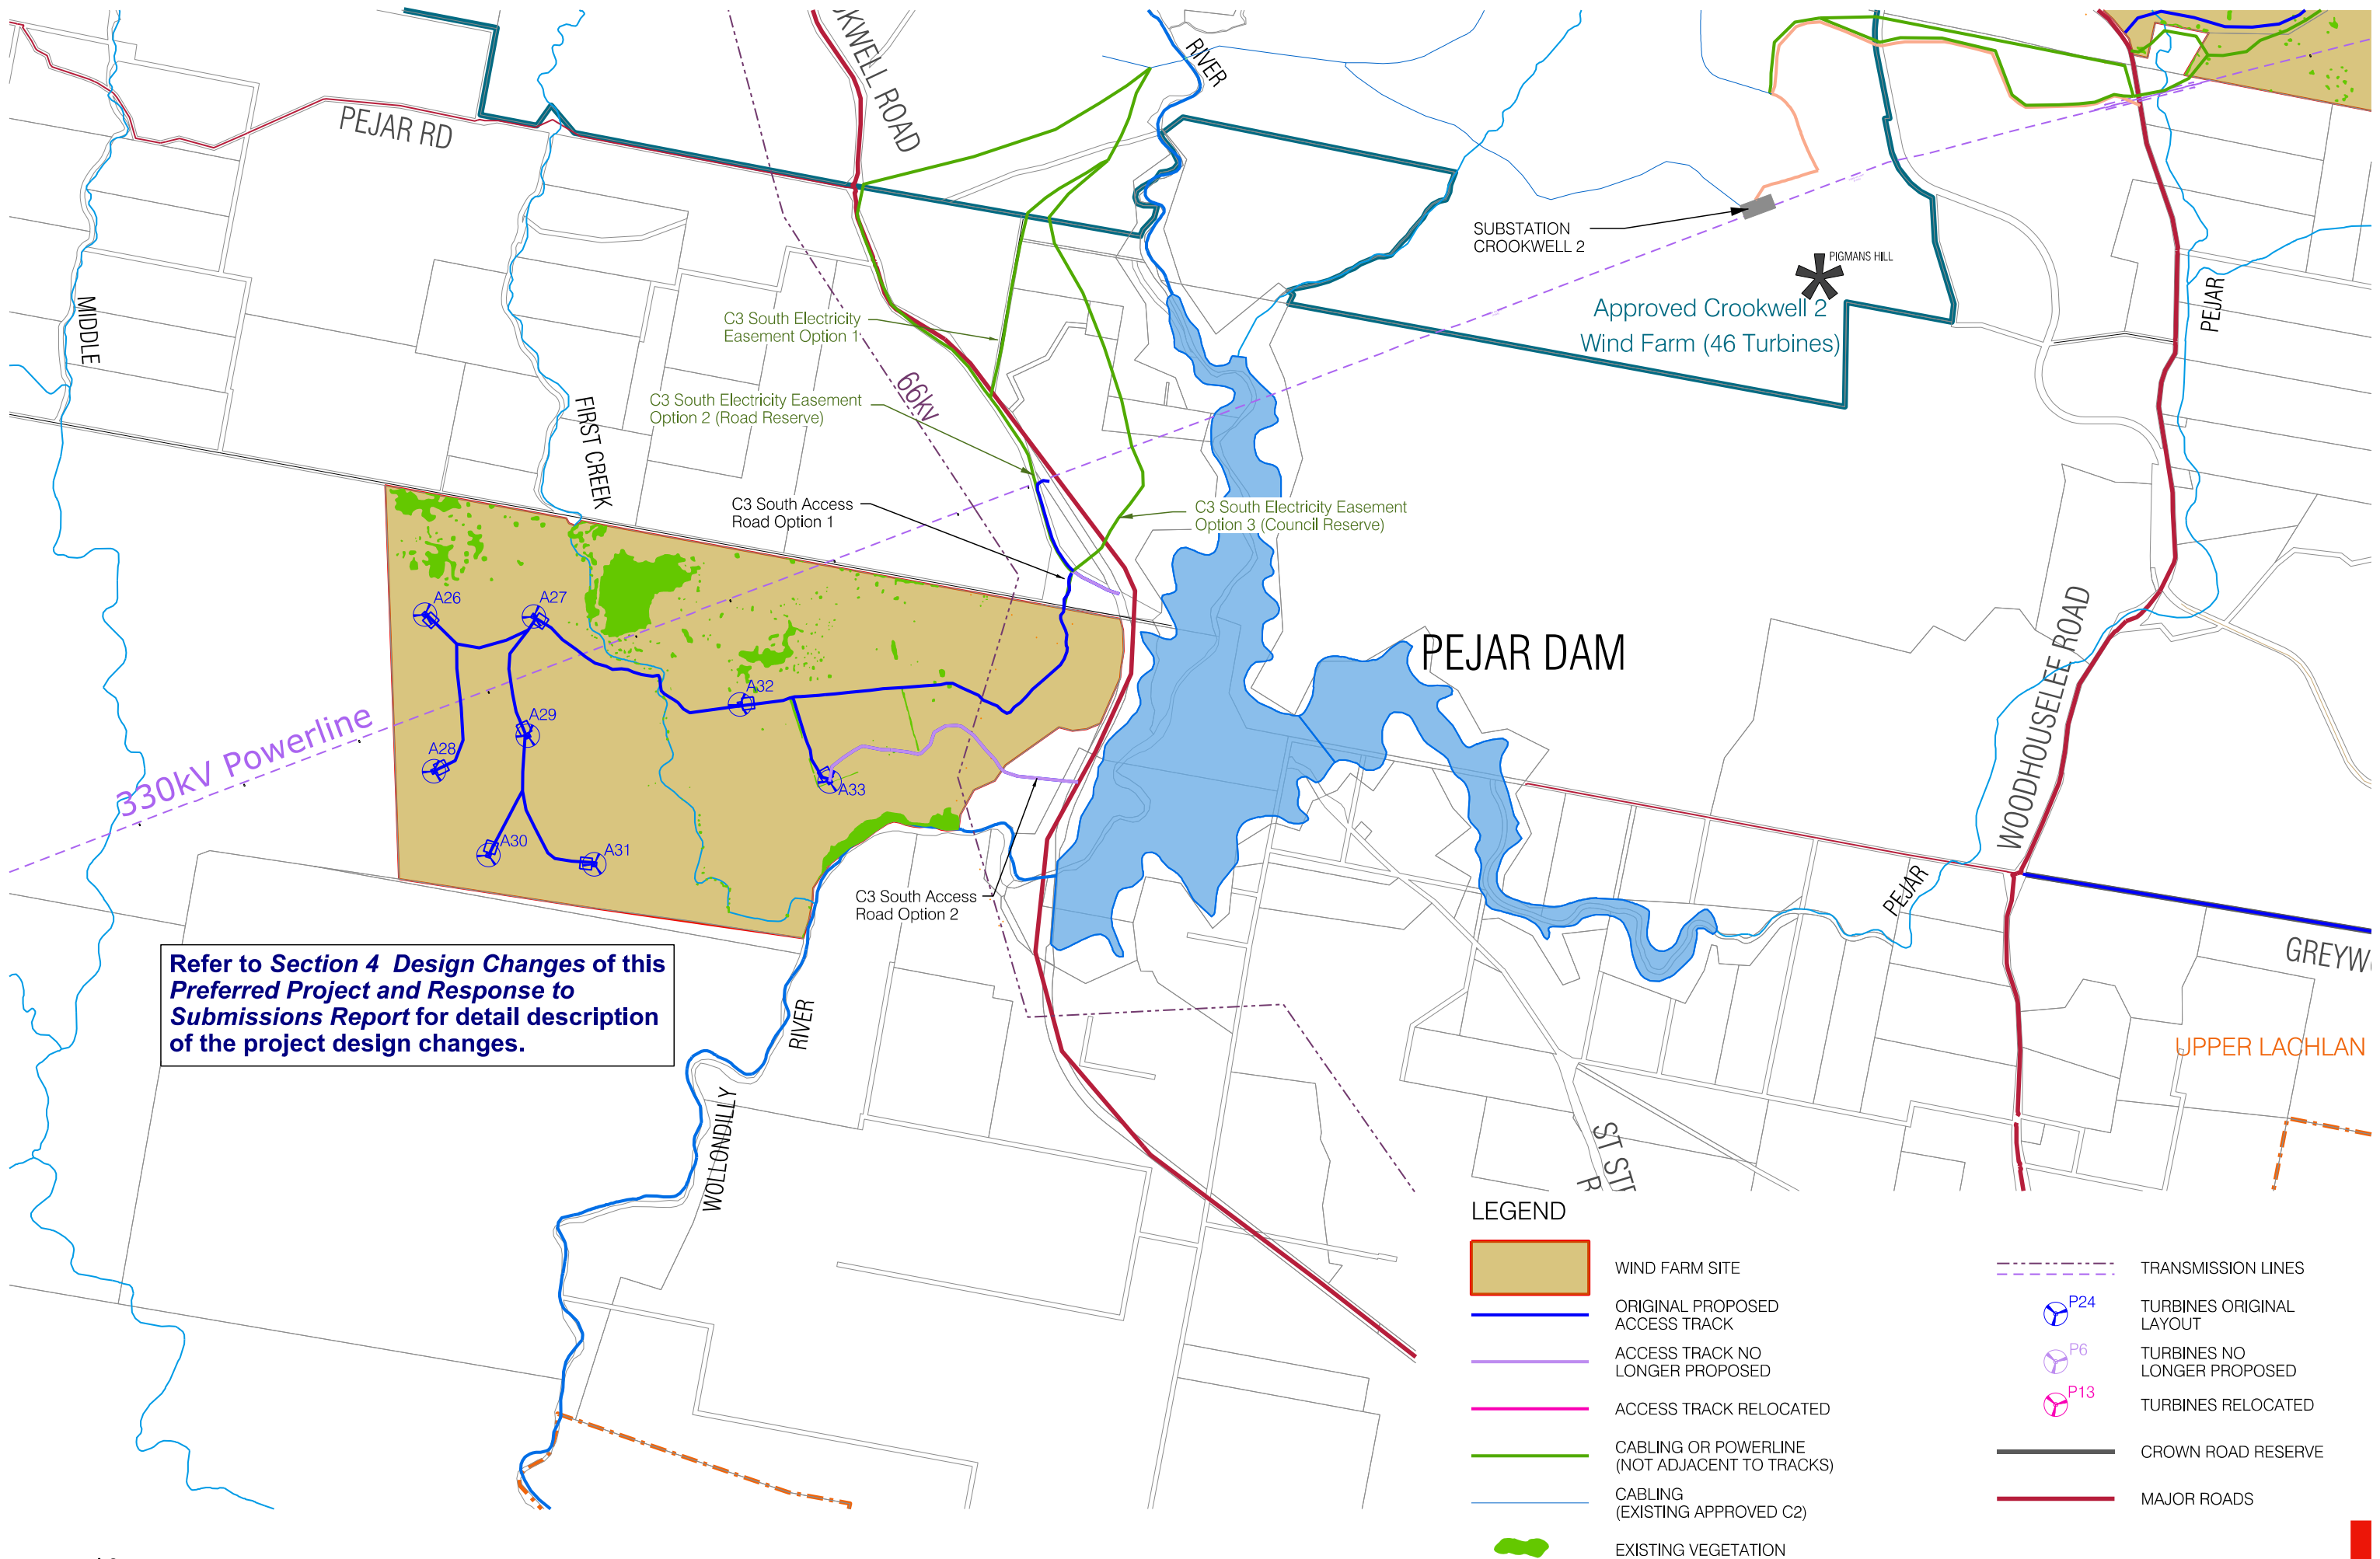 CKWELL ROAD
RIVER
PEJAR RD
SUBSTATION
CROOKWELL 2
PIGMANS HILL
Approved Crookwell 2
Wind Farm (46 Turbines)
PEJAR
MIDDLE
C3 South Electricity
Easement Option 1
66kv
C3 South Electricity Easement
Option 2 (Road Reserve)
FIRST CREEK
C3 South Access
Road Option 1
C3 South Electricity Easement
Option 3 (Council Reserve)
A26
A27
PEJAR DAM
WOODHOUSELEE ROAD
A32
A29
A28
330kV Powerline
A33
A30
A31
C3 South Access
Road Option 2
PEJAR
GREYW
Refer to Section 4 Design Changes of this
Preferred Project and Response to
Submissions Report for detail description
of the project design changes.
RIVER
WOLLONDILLY
UPPER LACHLAN
ST STE
R
LEGEND
WIND FARM SITE
ORIGINAL PROPOSED
ACCESS TRACK
ACCESS TRACK NO
LONGER PROPOSED
ACCESS TRACK RELOCATED
CABLING OR POWERLINE
(NOT ADJACENT TO TRACKS)
CABLING
(EXISTING APPROVED C2)
EXISTING VEGETATION
TRANSMISSION LINES
P24
TURBINES ORIGINAL
LAYOUT
P6
TURBINES NO
LONGER PROPOSED
P13
TURBINES RELOCATED
CROWN ROAD RESERVE
MAJOR ROADS